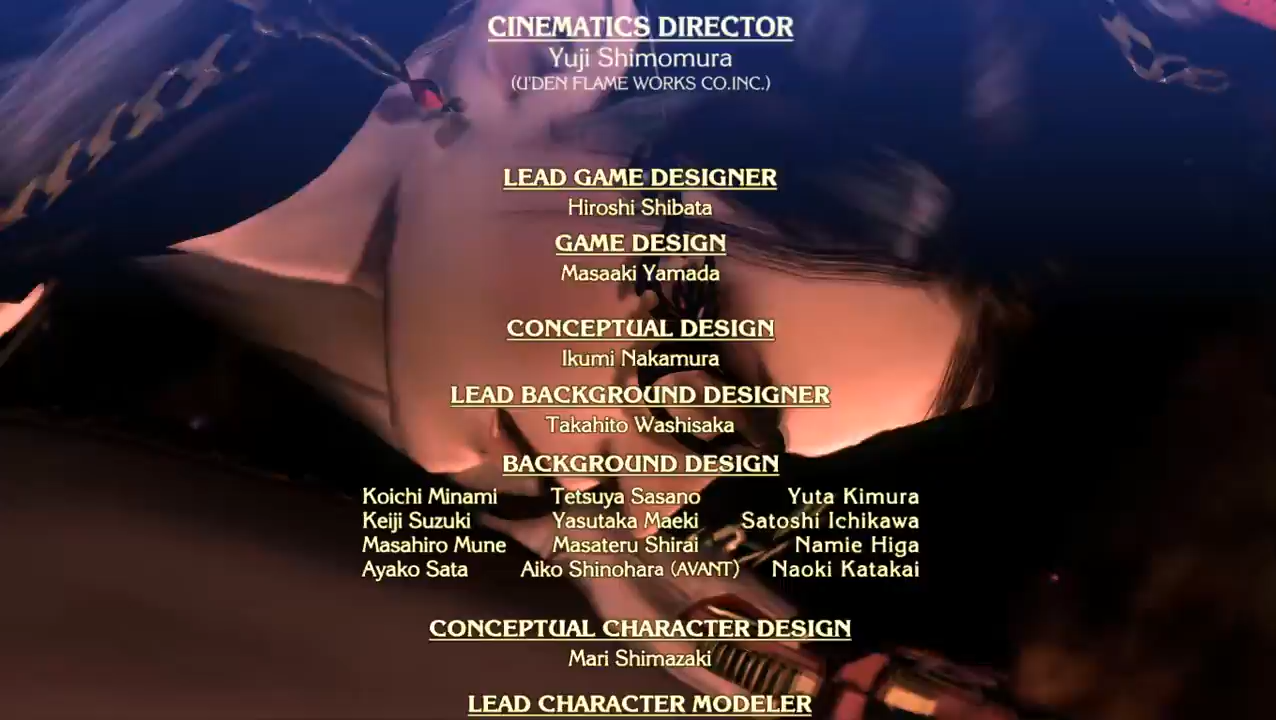 CINEMATICS DIRECTOR
Yuji Shimomura
(U'DEN FLAME WORKS CO.INC.)
LEAD GAME DESIGNER
Hiroshi Shibata
GAME DESIGN
Masaaki Yamada
CONCEPTUAL DESIGN
Ikumi Nakamura
LEAD BACKGROUND DESIGNER
Takahito Washisaka
BACKGROUND DESIGN
Koichi Minami Tetsuya Sasano Yuta Kimura
Keiji Suzuki Yasutaka Maeki Satoshi Ichikawa
Masahiro Mune Masateru Shirai Namie Higa
Ayako Sata Aiko Shinohara (AVANT) Naoki Katakai
CONCEPTUAL CHARACTER DESIGN
Mari Shimazaki
LEAD CHARACTER MODELER